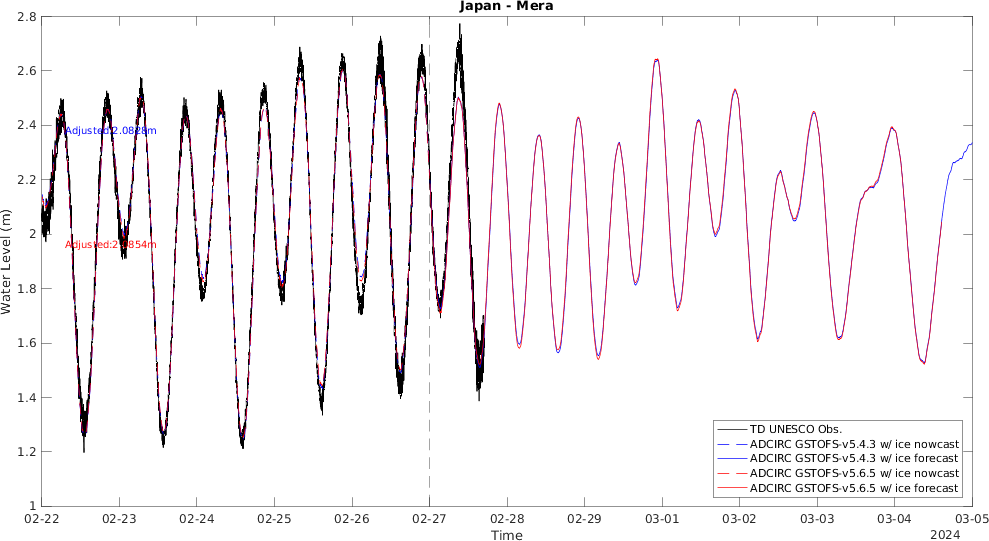 Japan - Mera
2.8
2.6
2.4
2.2
2
1.8
1.6
1.4
1.2
1
Water Level (m)
Adjusted:2.0828m
Adjusted:2.0854m
TD UNESCO Obs.
ADCIRC GSTOFS-v5.4.3 w/ ice nowcast
ADCIRC GSTOFS-v5.4.3 w/ ice forecast
ADCIRC GSTOFS-v5.6.5 w/ ice nowcast
ADCIRC GSTOFS-v5.6.5 w/ ice forecast
02-22 02-23 02-24 02-25 02-26 02-27 02-28 02-29 03-01 03-02 03-03 03-04 03-05
Time
2024